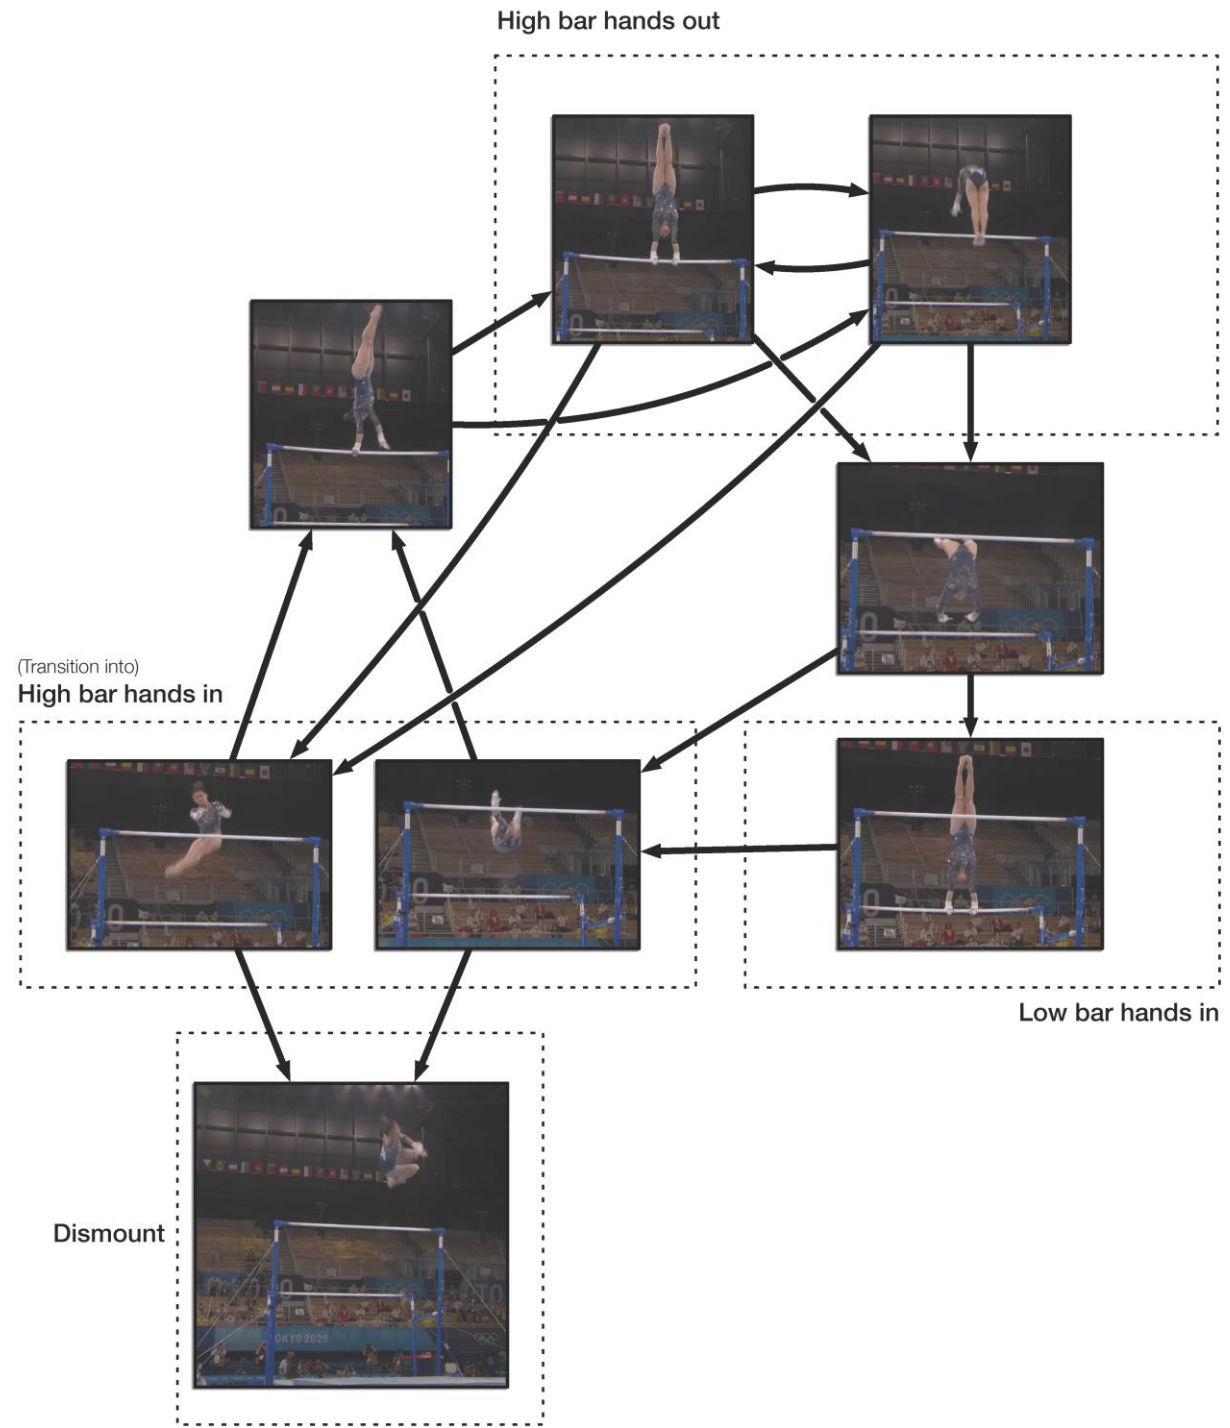 High bar hands out
(Transition into)
High bar hands in
Low bar hands in
Dismount
TOKYO 2020